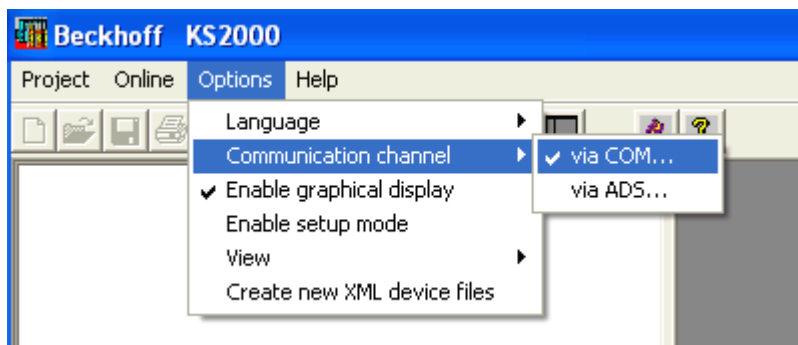 Beckhoff KS2000
Project Online Options Help
Language
Communication channel
via COM...
Enable graphical display
via ADS...
Enable setup mode
View
Create new XML device files